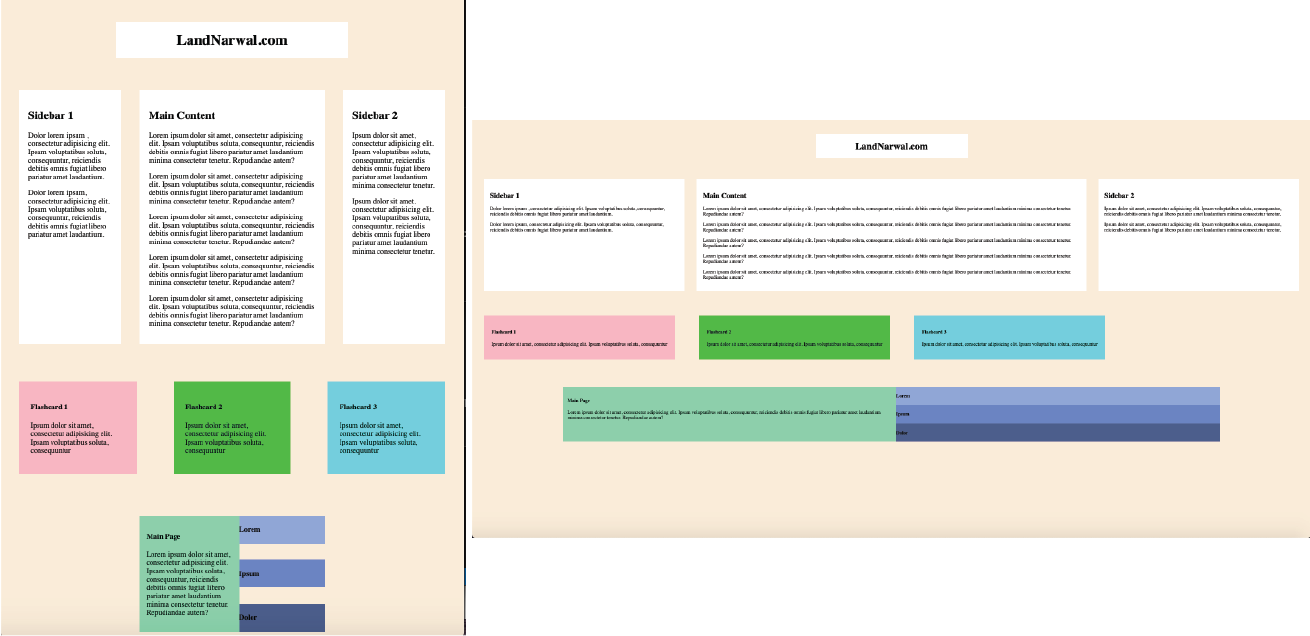 LandNarwal.com
Sidebar 1
Dolor lorem ipsam ,
consectetur adipisicing elit.
Ipsam voluptatibus soluta,
consequuntur, reiciendis
debitis omnis fugiat libero
pariatur amet laudantium.
Dolor lorem ipsum,
consectetur adipisicing elit.
Ipsam voluptatibus soluta,
consequuntur, reiciendis
debitis omnis fugiat libero
pariatur amet laudantium.
Main Content
Lorem ipsum dolor sit amet, consectetur adipisicing
elit. Ipsam voluptatibus soluta, consequuntur, reiciendis
debitis omnis fugiat libero pariatur amet laudantium
minima consectetur tenetur. Repudiandae autem?
Lorem ipsum dolor sit amet, consectetur adipisicing
elit. Ipsam voluptatibus soluta, consequuntur, reiciendis
debitis omnis fugiat libero pariatur amet laudantium
minima consectetur tenetur. Repudiandae autem?
Lorem ipsum dolor sit amet, consectetur adipisicing
elit. Ipsam voluptatibus soluta, consequuntur, reiciendis
debitis omnis fugiat libero pariatur amet laudantium
minima consectetur tenetur. Repudiandae autem?
Lorem ipsum dolor sit amet, consectetur adipisicing
elit. Ipsam voluptatibus soluta, consequuntur, reiciendis
debitis omnis fugiat libero pariatur amet laudantium
minima consectetur tenetur. Repudiandae autem?
Lorem ipsum dolor sit amet, consectetur adipisicing
elit. Ipsam voluptatibus soluta, consequuntur, reiciendis
debitis omnis fugiat libero pariatur amet laudantium
minima consectetur tenetur. Repudiandae autem?
Sidebar 2
Ipsum dolor sit amet,
consectetur adipisicing elit.
Ipsam voluptatibus soluta,
consequuntur, reiciendis
debitis omnis fugiat libero
pariatur amet laudantium
minima consectetur tenetur.
Ipsum dolor sit amet,
consectetur adipisicing elit.
Ipsam voluptatibus soluta,
consequuntur, reiciendis
debitis omnis fugiat libero
pariatur amet laudantium
minima consectetur tenetur.
Flashcard 1
Ipsum dolor sit amet,
consectetur adipisicing elit.
Ipsam voluptatibus soluta,
consequuntur
Flashcard 2
Ipsum dolor sit amet,
consectetur adipisicing elit.
Ipsam voluptatibus soluta,
consequuntur
Flashcard 3
Ipsum dolor sit amet,
consectetur adipisicing elit.
Ipsam voluptatibus soluta,
consequuntur
Main Page
Lorem ipsum dolor sit amet,
consectetur adipisicing elit.
Ipsam voluptatibus soluta,
consequuntur, reiciendis
debitis omnis fugiat libero
pariatur amet laudantium
minima consectetur tenetur.
Repudiandae autem?
Lorem
Ipsum
Dolor
LandNarwal.com
Sidebar 1
Dolor lorem ipsam ,consectetur adipisicing elit. Ipsam voluptatibus soluta, consequuntur,
reiciendis debitis omnis fugiat libero pariatur amet laudantium.
Dolor lorem ipsum, consectetur adipisicing elit. Ipsam voluptatibus soluta, consequuntur,
reiciendis debitis omnis fugiat libero pariatur amet laudantium.
Main Content
Lorem ipsum dolor sit amet, consectetur adipisicing elit. Ipsam voluptatibus soluta, consequuntur, reiciendis debitis omnis fugiat libero pariatur amet laudantium minima consectetur tenetur.
Repudiandae autem?
Lorem ipsum dolor sit amet, consectetur adipisicing elit. Ipsam voluptatibus soluta, consequuntur, reiciendis debitis omnis fugiat libero pariatur amet laudantium minima consectetur tenetur.
Repudiandae autem?
Lorem ipsum dolor sit amet, consectetur adipisicing elit. Ipsam voluptatibus soluta, consequuntur, reiciendis debitis omnis fugiat libero pariatur amet laudantium minima consectetur tenetur.
Repudiandae autem?
Lorem ipsum dolor sit amet, consectetur adipisicing elit. Ipsam voluptatibus soluta, consequuntur, reiciendis debitis omnis fugiat libero pariatur amet laudantium minima consectetur tenetur.
Repudiandae autem?
Lorem ipsum dolor sit amet, consectetur adipisicing elit. Ipsam voluptatibus soluta, consequuntur, reiciendis debitis omnis fugiat libero pariatur amet laudantium minima consectetur tenetur.
Repudiandae autem?
Sidebar 2
Ipsum dolor sit amet, consectetur adipisicing elit. Ipsam voluptatibus soluta, consequuntur,
reiciendis debitis omnis fugiat libero pariatur amet laudantium minima consectetur tenetur.
Ipsum dolor sit amet, consectetur adipisicing elit. Ipsam voluptatibus soluta, consequuntur,
reiciendis debitis omnis fugiat libero pariatur amet laudantium minima consectetur tenetur.
Flashcard 1
Ipsum dolor sit amet, consectetur adipisicing elit. Ipsam voluptatibus soluta, consequuntur
Flashcard 2
Ipsum dolor sit amet, consectetur adipisicing elit. Ipsam voluptatibus soluta, consequuntur
Flashcard 3
Ipsum dolor sit amet, consectetur adipisicing elit. Ipsam voluptatibus soluta, consequuntur
Main Page
Lorem ipsum dolor sit amet, consectetur adipisicing elit. Ipsam voluptatibus soluta, consequuntur, reiciendis debitis omnis fugiat libero pariatur amet laudantium
minima consectetur tenetur. Repudiandae autem?
Lorem
Ipsum
Dolor